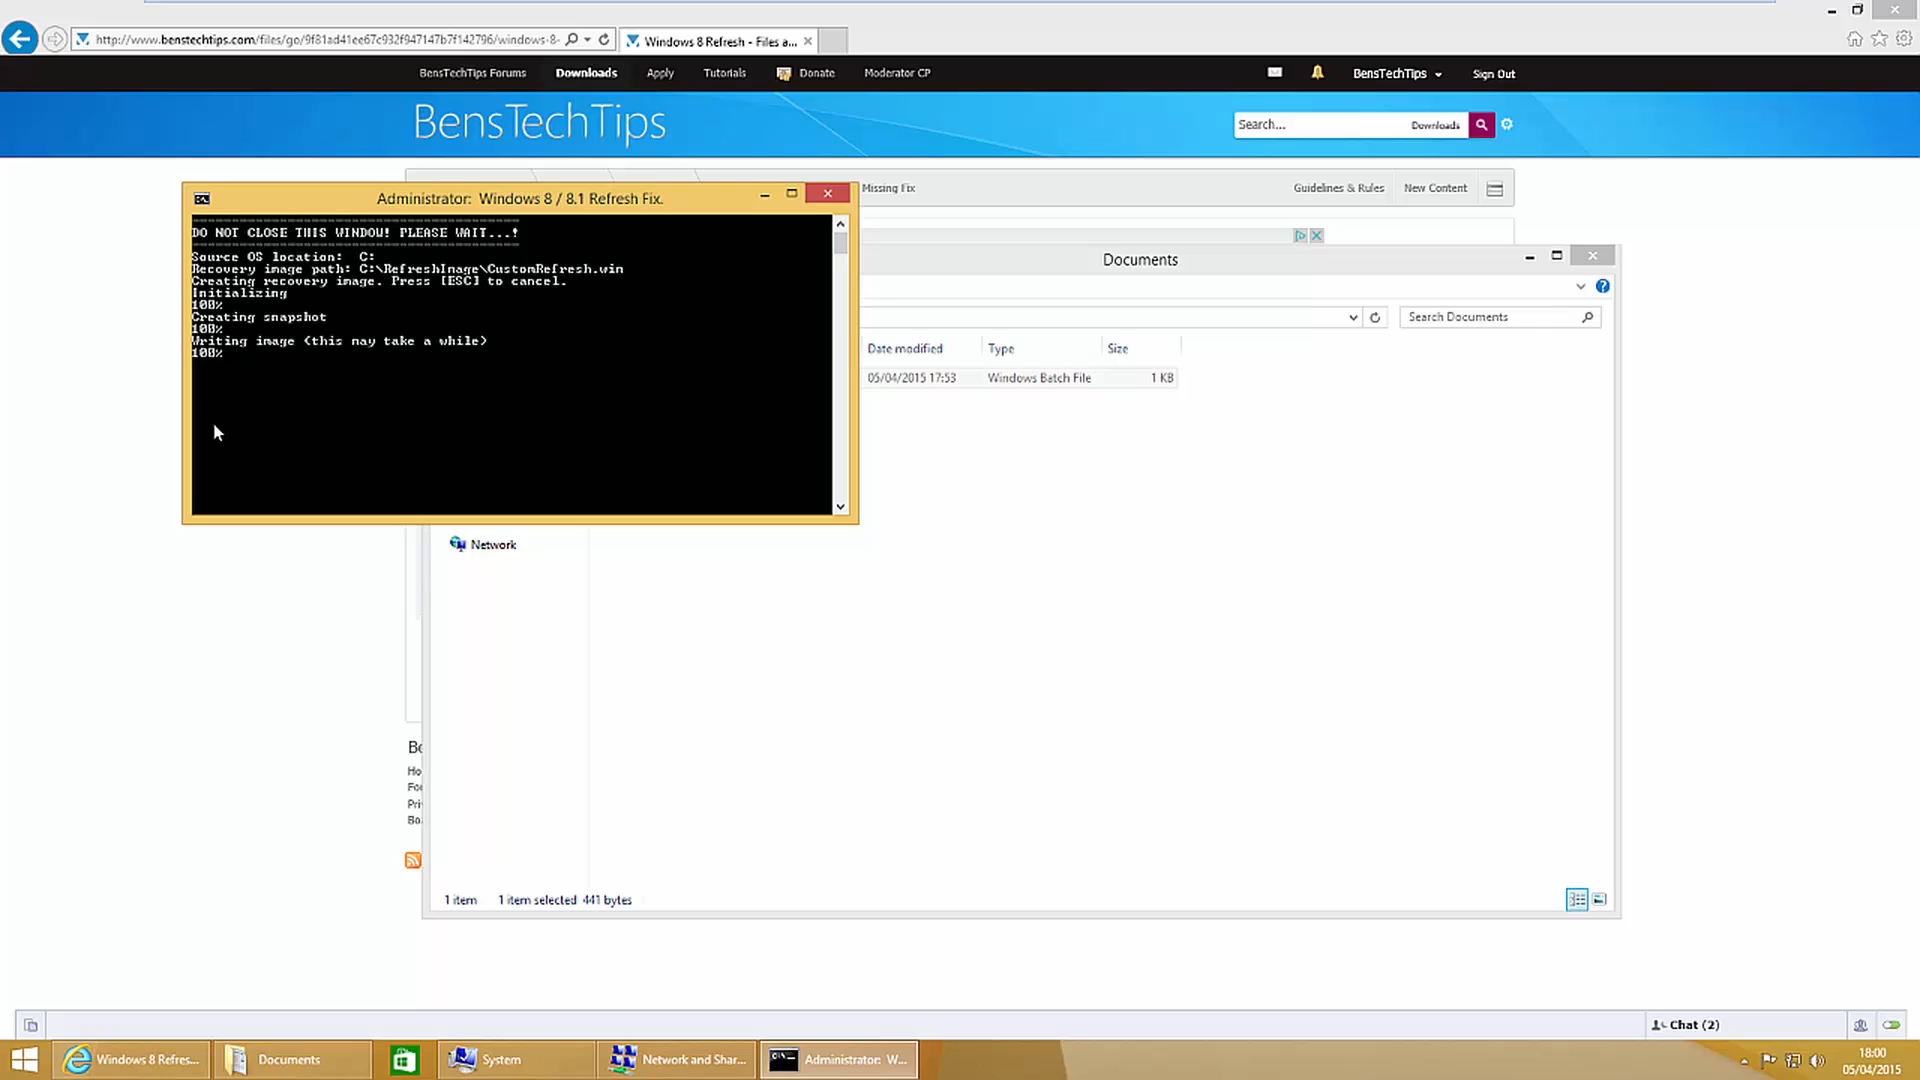 http://www.benstechtips.com/files/go/9f81ad41ee67c932f947147b7f142796/windows-8-
Windows 8 Refresh - Files a...
BensTechTips Forums
Downloads
Apply
Tutorials
Donate
Moderator CP
BensTechTips
Sign Out
BensTechTips
Search...
Downloads
Missing Fix
Guidelines & Rules
New Content
Administrator: Windows 8 / 8.1 Refresh Fix.
DO NOT CLOSE THIS WINDOW! PLEASE WAIT...!
Source OS location: C:
Recovery image path: C:\RefreshImage\CustomRefresh.wim
Creating recovery image. Press [ESC] to cancel.
Initializing
100%
Creating snapshot
100%
Writing image (this may take a while)
100%
Documents
Search Documents
Date modified
Type
Size
05/04/2015 17:53
Windows Batch File
1 KB
Network
Be
Ho
For
Pri
Bo
1 item
1 item selected 441 bytes
Chat (2)
Windows 8 Refres...
Documents
System
Network and Shar...
Administrator: W...
18:00
05/04/2015